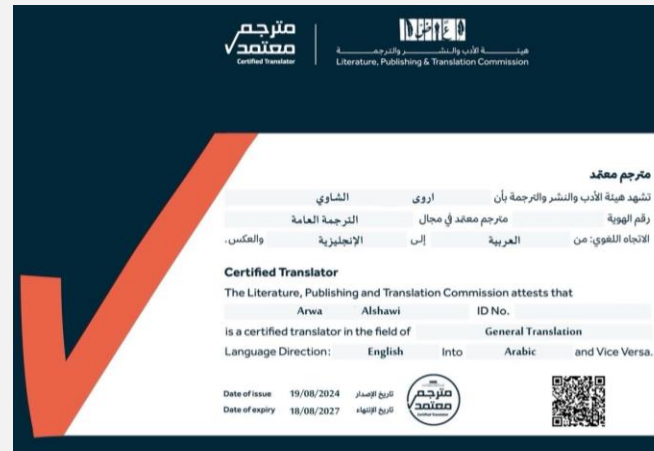 مترجم
معتمد
Certified Translator
هيئة الأدب والنشر والترجمة
Literature, Publishing & Translation Commission
مترجم معتمد
تشهد هيئة الأدب والنشر والترجمة بأن اروى الشاوي
رقم الهوية مترجم معتمد في مجال الترجمة العامة
الاتجاه اللغوي: من العربية إلى الإنجليزية والعكس.
Certified Translator
The Literature, Publishing and Translation Commission attests that
Arwa Alshawi ID No.
is a certified translator in the field of General Translation
Language Direction: English Into Arabic and Vice Versa.
Date of issue 19/08/2024 تاريخ الإصدار
Date of expiry 18/08/2027 تاريخ الإنتهاء
مترجم
معتمد
Certified Translator